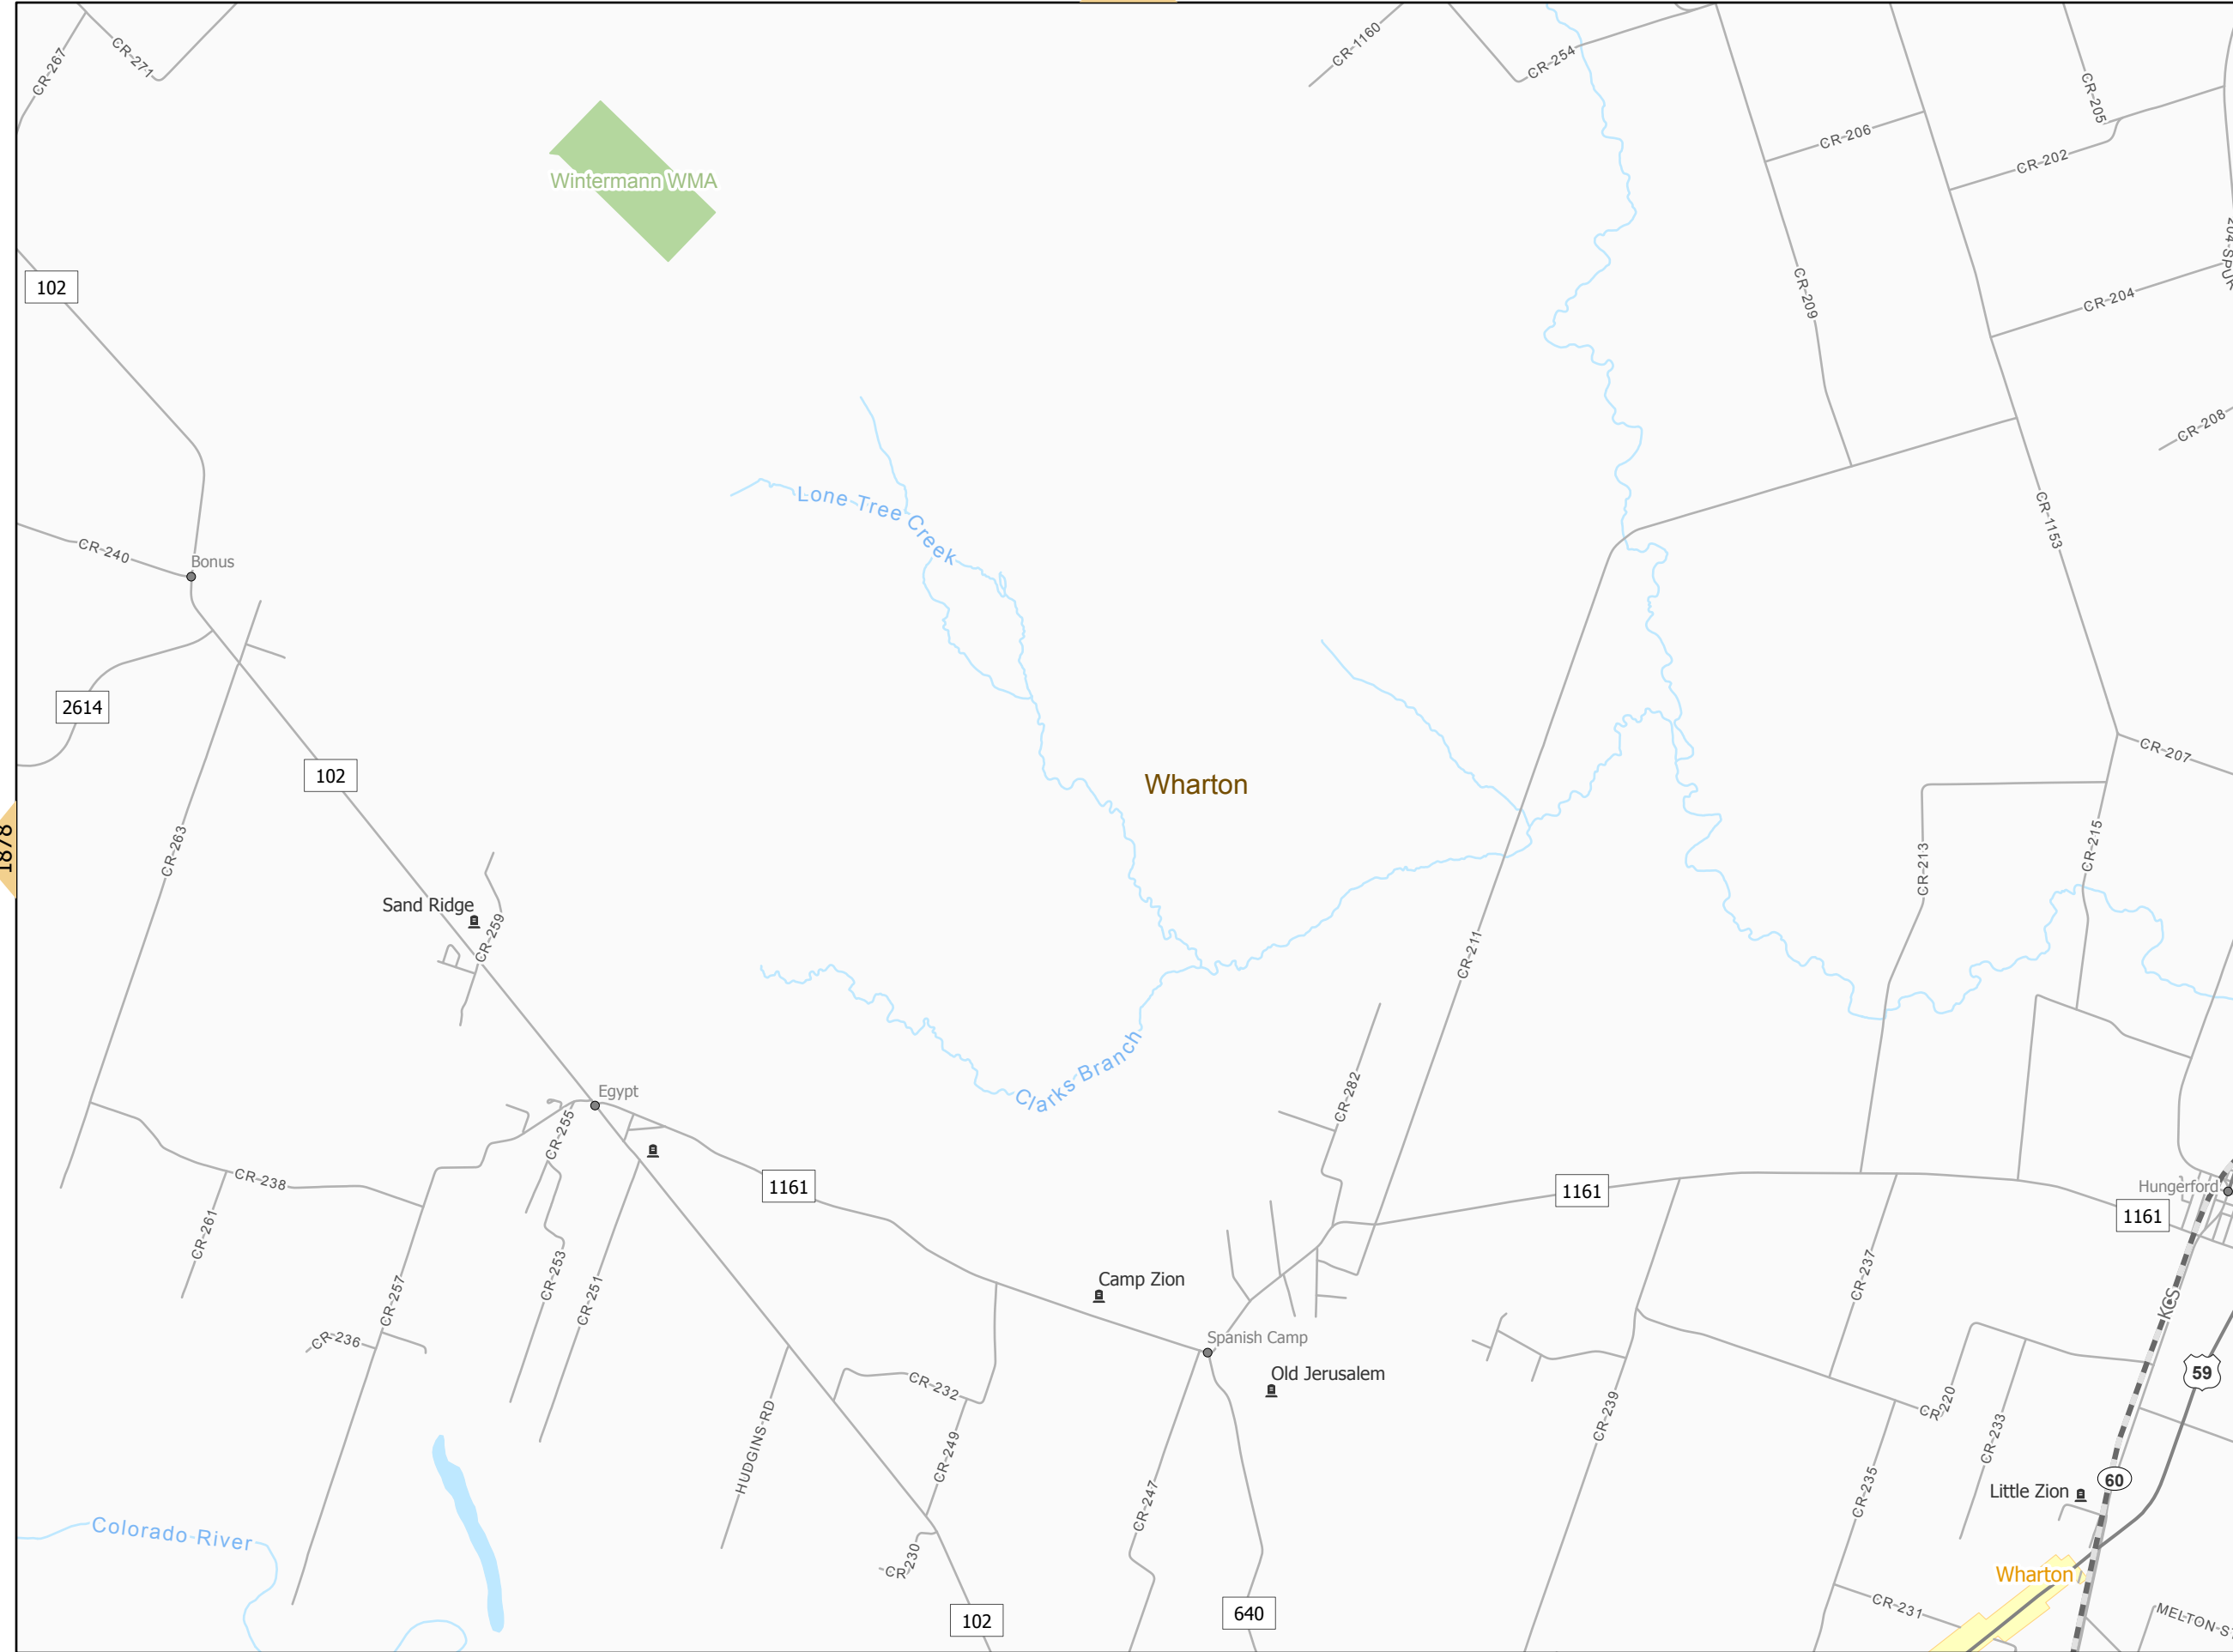 CR-267
CR-271
CR-1160
CR-254
CR-205
CR-206
CR-202
Wintermann WMA
204-SPUR
102
CR-209
CR-204
CR-208
Lone-Tree Creek
CR-1153
CR-240
Bonus
2614
102
Wharton
CR-207
CR-263
1878
CR-213
CR-215
Sand Ridge
CR-259
CR-211
Clarks-Branch
CR-282
Egypt
CR-255
CR-238
1161
1161
Hungerford
1161
CR-261
CR-257
CR-253
CR-251
Camp Zion
CR-237
KCS
CR-236
Spanish Camp
Old Jerusalem
59
CR-232
CR-220
CR-239
CR-233
HUDGINS-RD
CR-249
CR-247
CR-235
60
Little Zion
Colorado-River
CR-230
Wharton
102
640
CR-231
MELTON-S